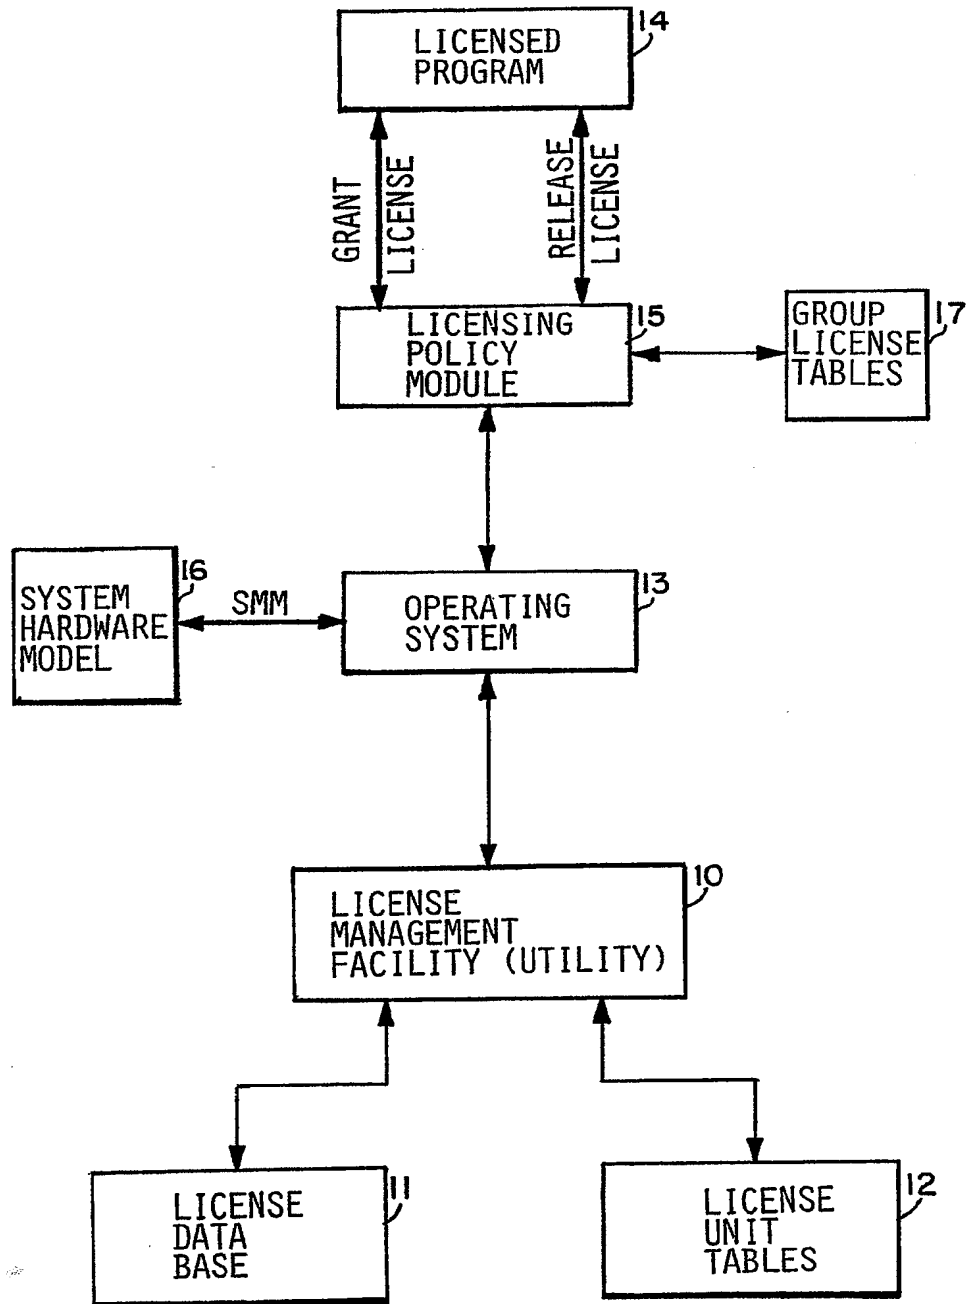 LICENSED
PROGRAM
14
GRANT
LICENSE
RELEASE
LICENSE
LICENSING
POLICY
MODULE
15
GROUP
LICENSE
TABLES
17
SYSTEM
HARDWARE
MODEL
16
SMM
OPERATING
SYSTEM
13
LICENSE
MANAGEMENT
FACILITY (UTILITY)
10
LICENSE
DATA
BASE
11
LICENSE
UNIT
TABLES
12